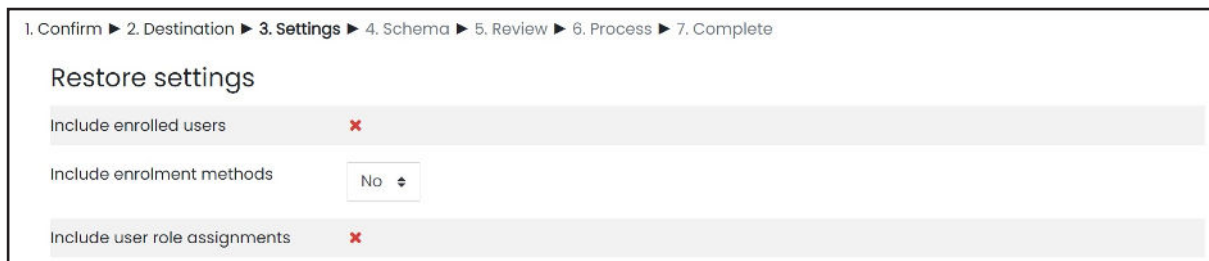 1. Confirm ► 2. Destination ► 3. Settings ► 4. Schema ► 5. Review ► 6. Process ► 7. Complete
Restore settings
Include enrolled users
Include enrolment methods No
Include user role assignments